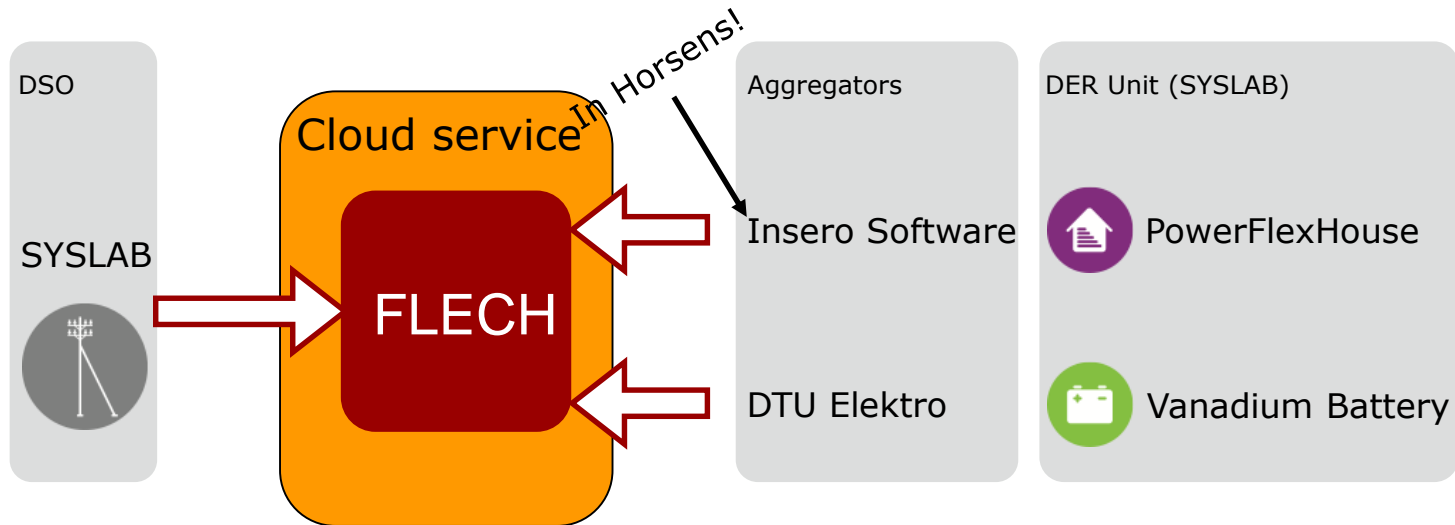 DSO
SYSLAB
Cloud service
FLECH
In Horsens!
Aggregators
Insero Software
DTU Elektro
DER Unit (SYSLAB)
PowerFlexHouse
Vanadium Battery